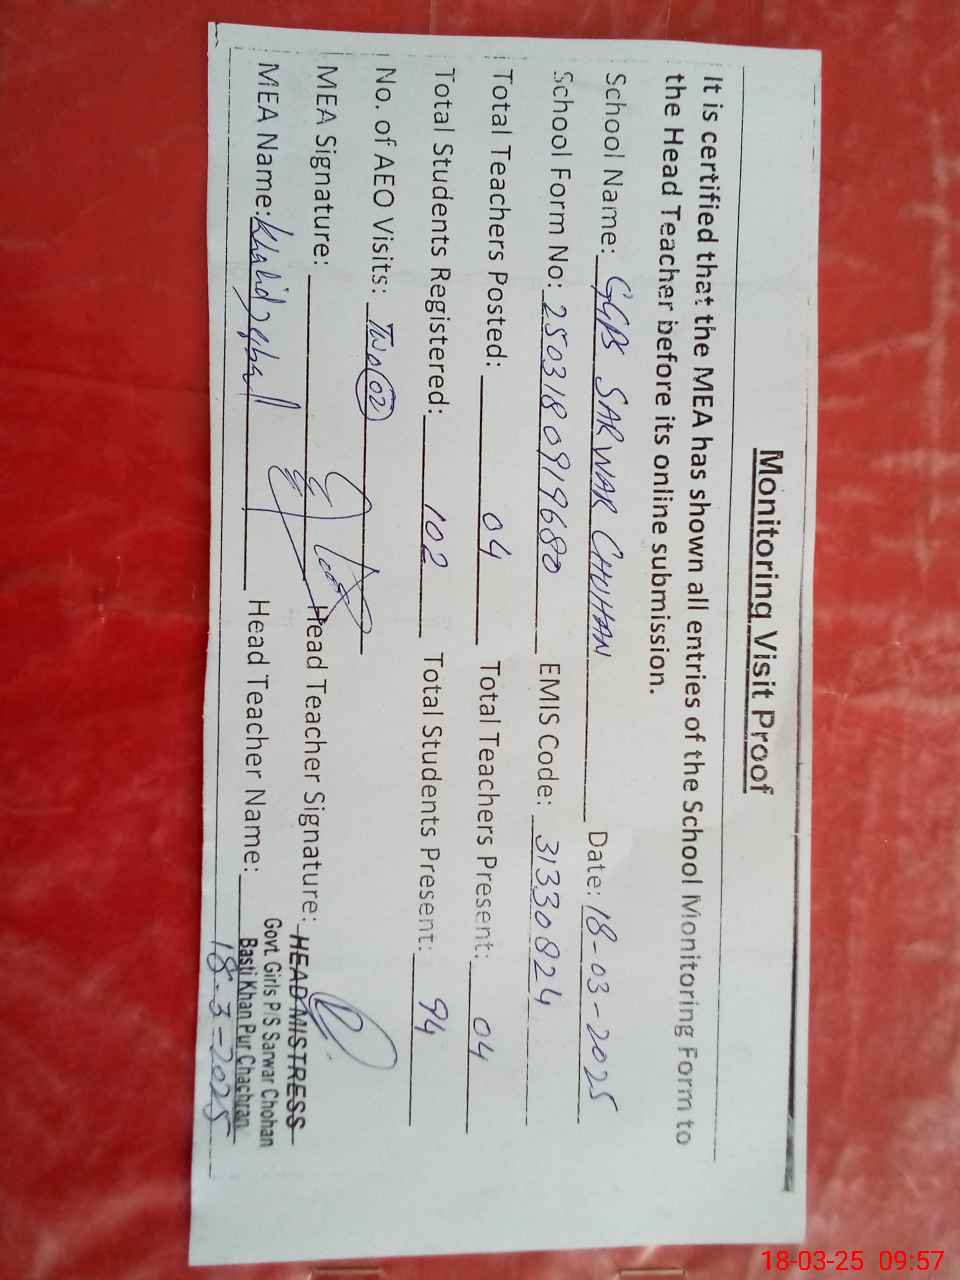 Monitoring Visit Proof
It is certified that the MEA has shown all entries of the School Monitoring Form to
the Head Teacher before its online submission.
School Name: GGPS SARWAR CHUHAN Date: 18-03-2025
School Form No: 2503180919680 EMIS Code: 31330824
Total Teachers Posted: 04 Total Teachers Present: 04
Total Students Registered: 102 Total Students Present: 94
No. of AEO Visits: Two 02
MEA Signature: Head Teacher Signature: HEADMISTRESS
Govt. Girls P/S Sarwar Chohan
MEA Name: Khalid Iqbal Head Teacher Name: Basti Khan Pur Chachran
18-3-2025
18-03-25 09:57